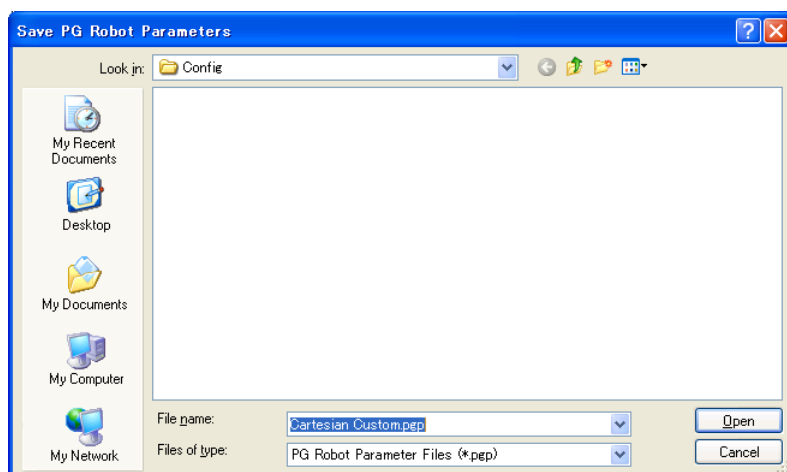 Save PG Robot Parameters
Look in: Config
My Recent
Documents
Desktop
My Documents
My Computer
My Network
File name: Cartesian Custom.pgp Open
Files of type: PG Robot Parameter Files (*.pgp) Cancel